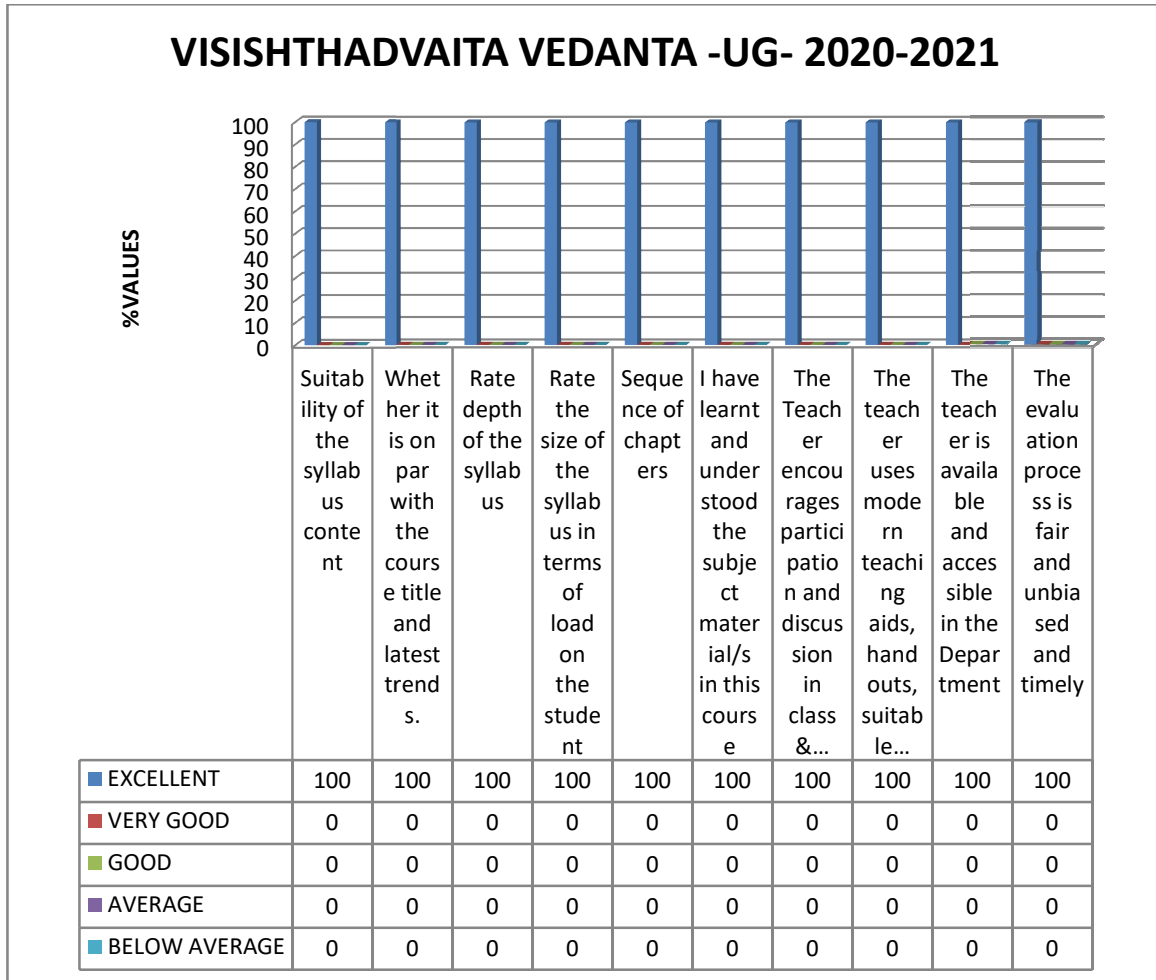 VISISHTHADVAITA VEDANTA -UG- 2020-2021
%VALUES
100
90
80
70
60
50
40
30
20
10
0
Suitab
ility of
the
syllab
us
conte
nt
Whet
her it
is on
par
with
the
cours
e title
and
latest
trend
s.
Rate
depth
of the
syllab
us
Rate
the
size of
the
syllab
us in
terms
of
load
on
the
stude
nt
Seque
nce of
chapt
ers
I have
learnt
and
under
stood
the
subje
ct
mater
ial/s
in this
cours
e
The
Teach
er
encou
rages
partici
patio
n and
discus
sion
in
class
&...
The
teach
er
uses
mode
rn
teachi
ng
aids,
hand
outs,
suitab
le...
The
teach
er is
availa
ble
and
acces
sible
in the
Depar
tment
The
evalu
ation
proce
ss is
fair
and
unbia
sed
and
timely
EXCELLENT 100 100 100 100 100 100 100 100 100 100
VERY GOOD 0 0 0 0 0 0 0 0 0 0
GOOD 0 0 0 0 0 0 0 0 0 0
AVERAGE 0 0 0 0 0 0 0 0 0 0
BELOW AVERAGE 0 0 0 0 0 0 0 0 0 0